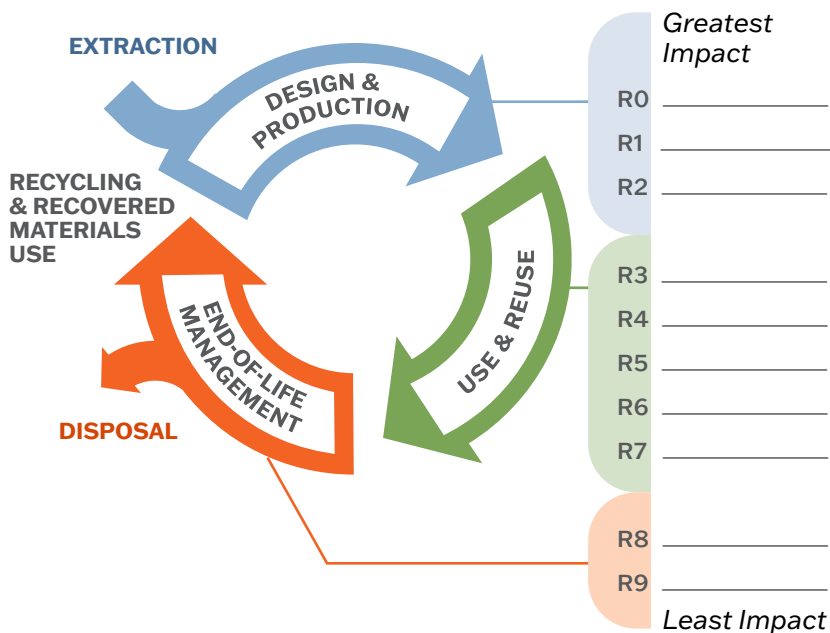 EXTRACTION
DESIGN &
PRODUCTION
RECYCLING
& RECOVERED
MATERIALS
USE
USE & REUSE
END-OF-LIFE
MANAGEMENT
DISPOSAL
Greatest
Impact
R0
R1
R2
R3
R4
R5
R6
R7
R8
R9
Least Impact